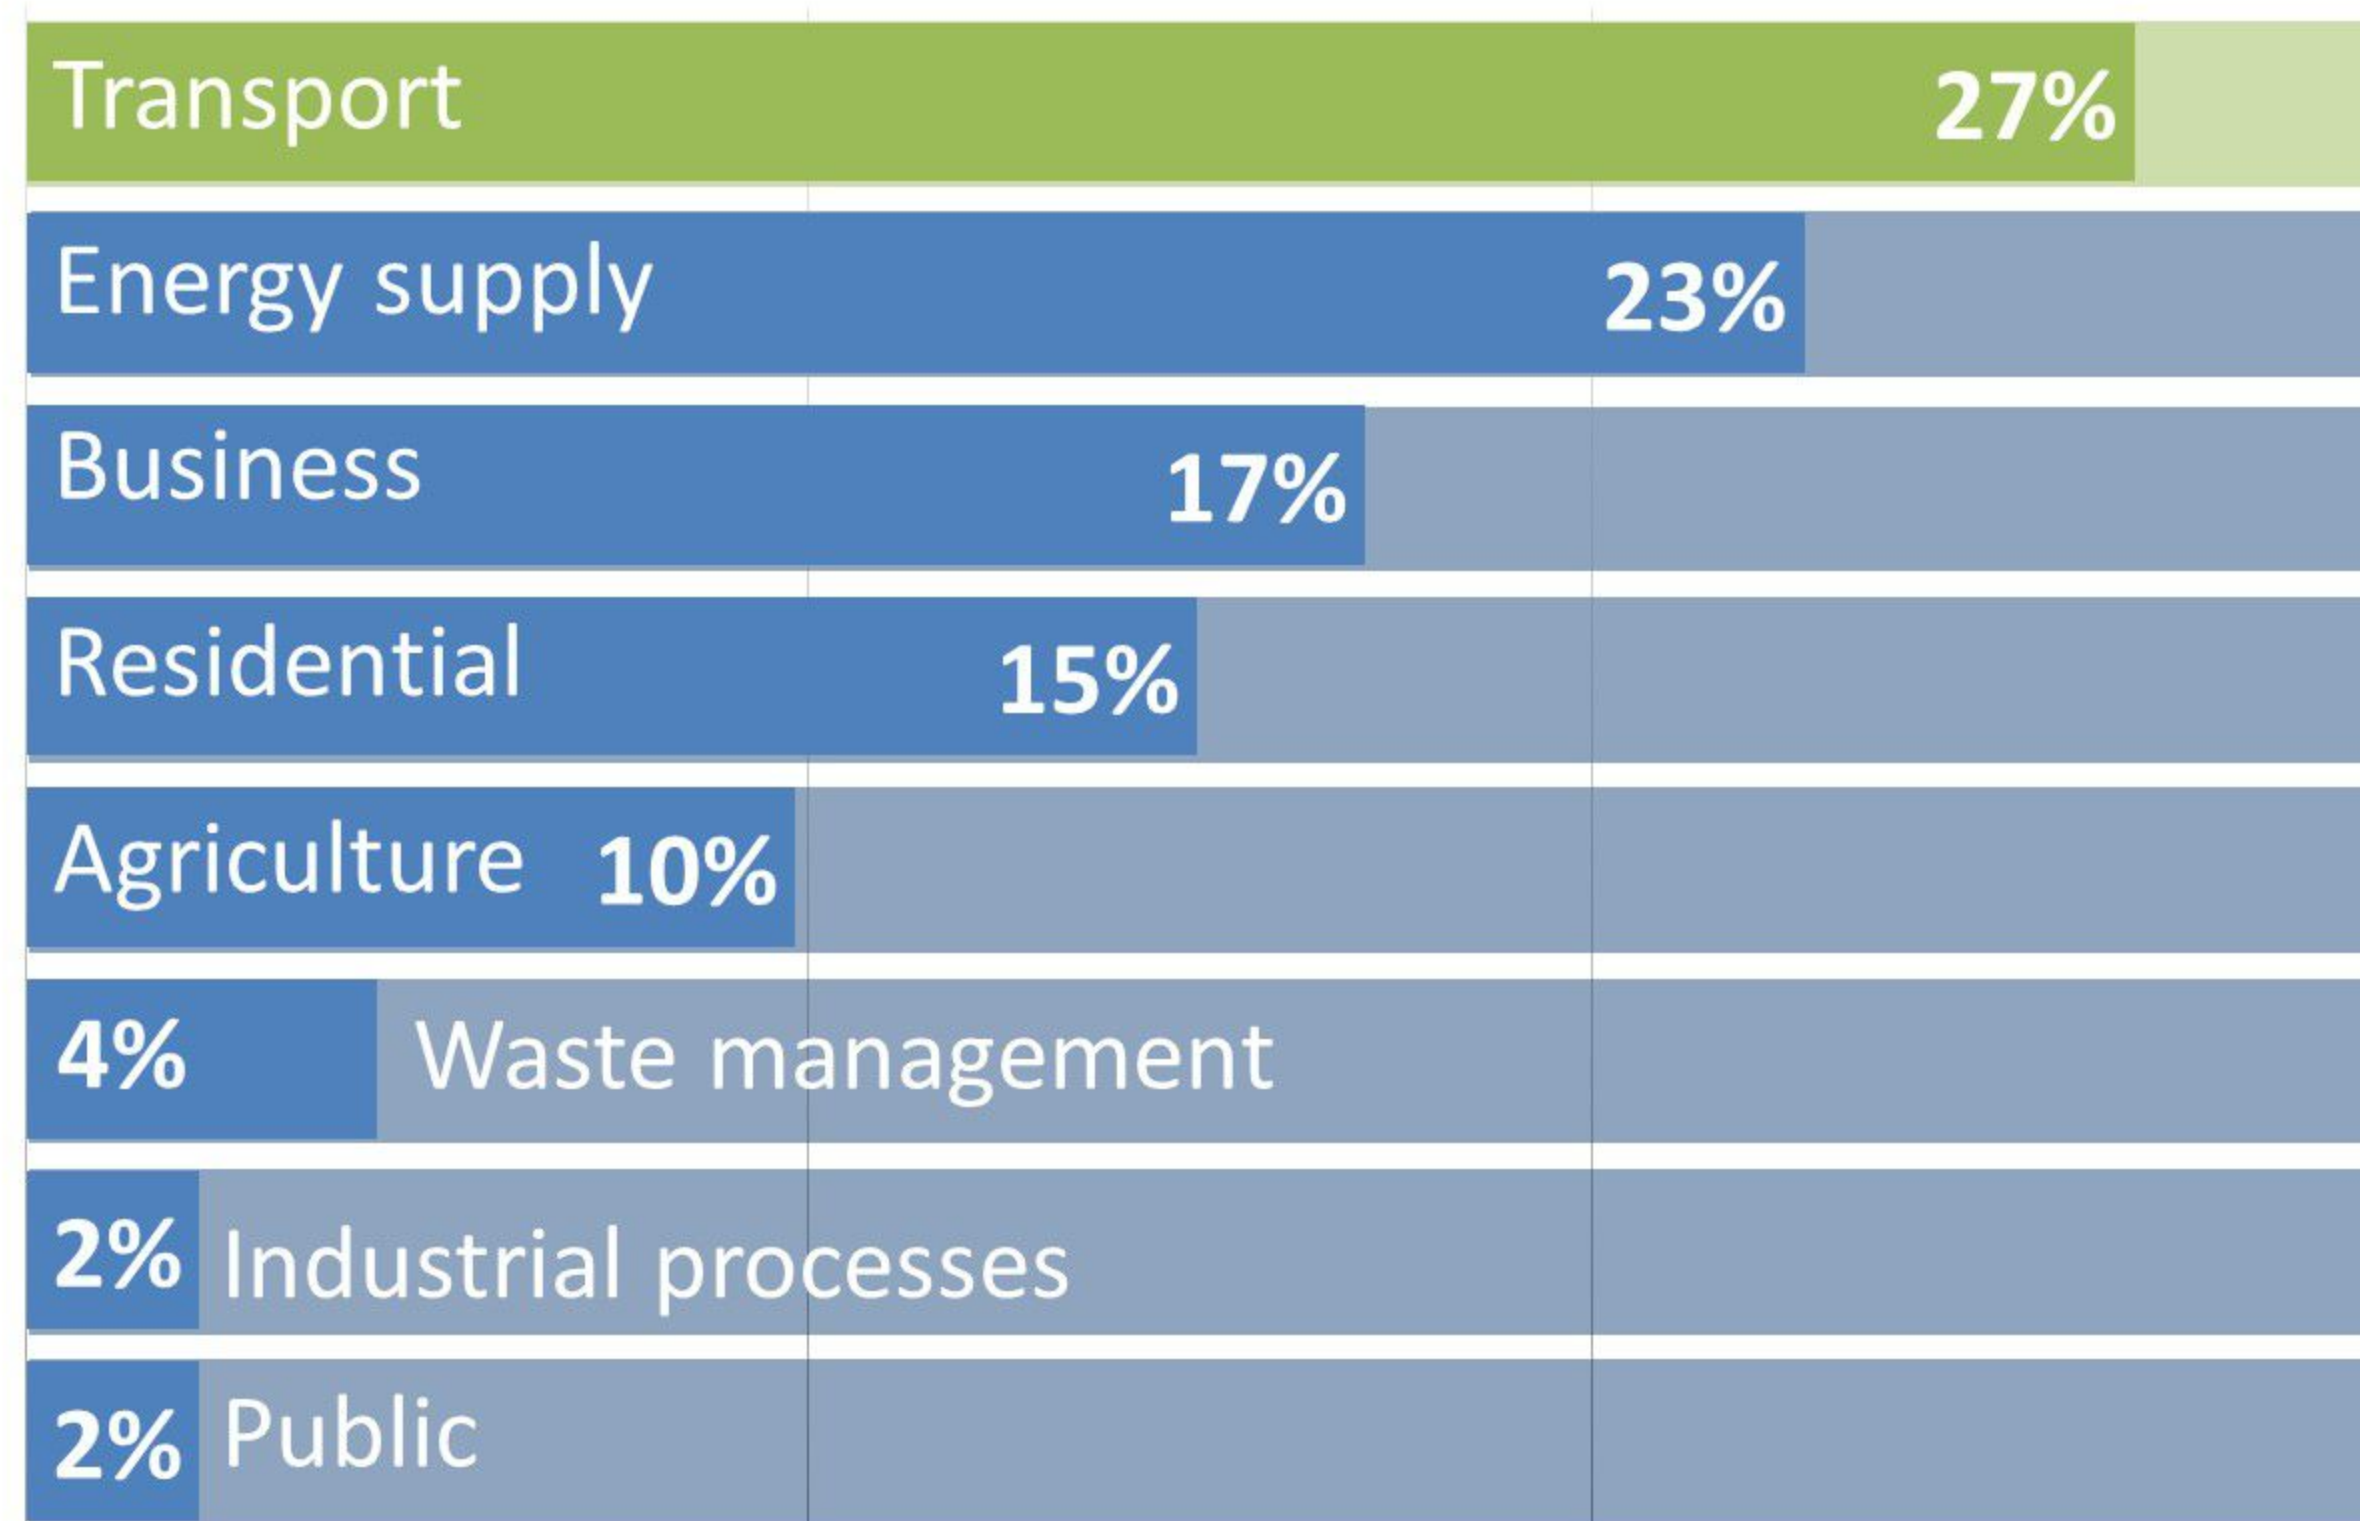 Transport 27%
Energy supply 23%
Business 17%
Residential 15%
Agriculture 10%
4% Waste management
2% Industrial processes
2% Public